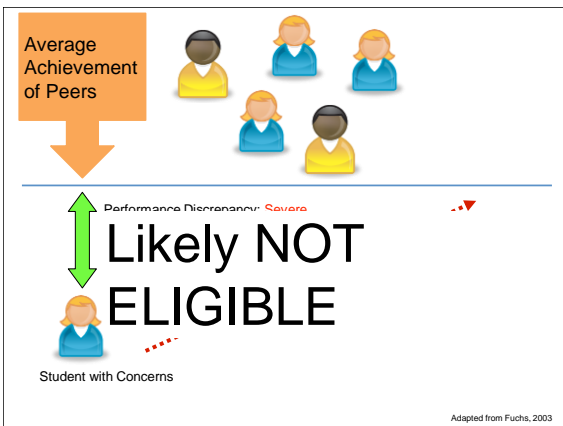 Average
Achievement
of Peers
Performance Discrepancy: Severe
Likely NOT
ELIGIBLE
Student with Concerns
Adapted from Fuchs, 2003